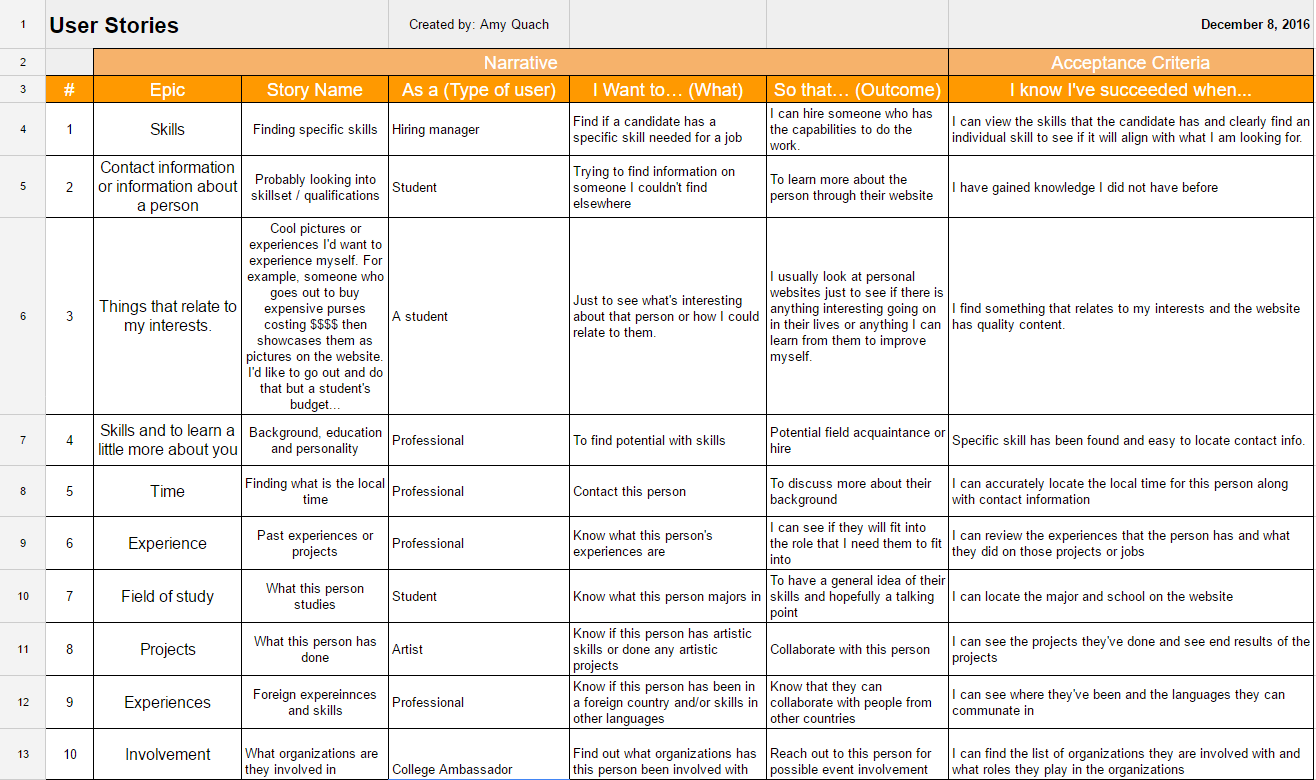 1 User Stories Created by: Amy Quach December 8, 2016
2 Narrative Acceptance Criteria
3 # Epic Story Name As a (Type of user) I Want to… (What) So that… (Outcome) I know I've succeeded when...
4
1
Skills
Finding specific skills
Hiring manager
Find if a candidate has a
specific skill needed for a job
I can hire someone who has
the capabilities to do the
work.
I can view the skills that the candidate has and clearly find an
individual skill to see if it will align with what I am looking for.
5
2
Contact information
or information about
a person
Probably looking into
skillset / qualifications
Student
Trying to find information on
someone I couldn't find
elsewhere
To learn more about the
person through their website
I have gained knowledge I did not have before
6
3
Things that relate to
my interests.
Cool pictures or
experiences I'd want to
experience myself. For
example, someone who
goes out to buy
expensive purses
costing $$$$ then
showcases them as
pictures on the website.
I'd like to go out and do
that but a student's
budget...
A student
Just to see what's interesting
about that person or how I could
relate to them.
I usually look at personal
websites just to see if there is
anything interesting going on
in their lives or anything I can
learn from them to improve
myself.
I find something that relates to my interests and the website
has quality content.
7
4
Skills and to learn a
little more about you
Background, education
and personality
Professional
To find potential with skills
Potential field acquaintance or
hire
Specific skill has been found and easy to locate contact info.
8
5
Time
Finding what is the local
time
Professional
Contact this person
To discuss more about their
background
I can accurately locate the local time for this person along
with contact information
9
6
Experience
Past experiences or
projects
Professional
Know what this person's
experiences are
I can see if they will fit into
the role that I need them to fit
into
I can review the experiences that the person has and what
they did on those projects or jobs
10
7
Field of study
What this person
studies
Student
Know what this person majors in
To have a general idea of their
skills and hopefully a talking
point
I can locate the major and school on the website
11
8
Projects
What this person has
done
Artist
Know if this person has artistic
skills or done any artistic
projects
Collaborate with this person
I can see the projects they've done and see end results of the
projects
12
9
Experiences
Foreign expereinnces
and skills
Professional
Know if this person has been in
a foreign country and/or skills in
other languages
Know that they can
collaborate with people from
other countries
I can see where they've been and the languages they can
communate in
13
10
Involvement
What organizations are
they involved in
College Ambassador
Find out what organizations has
this person been involved with
Reach out to this person for
possible event involvement
I can find the list of organizations they are involved with and
what roles they play in the organizations